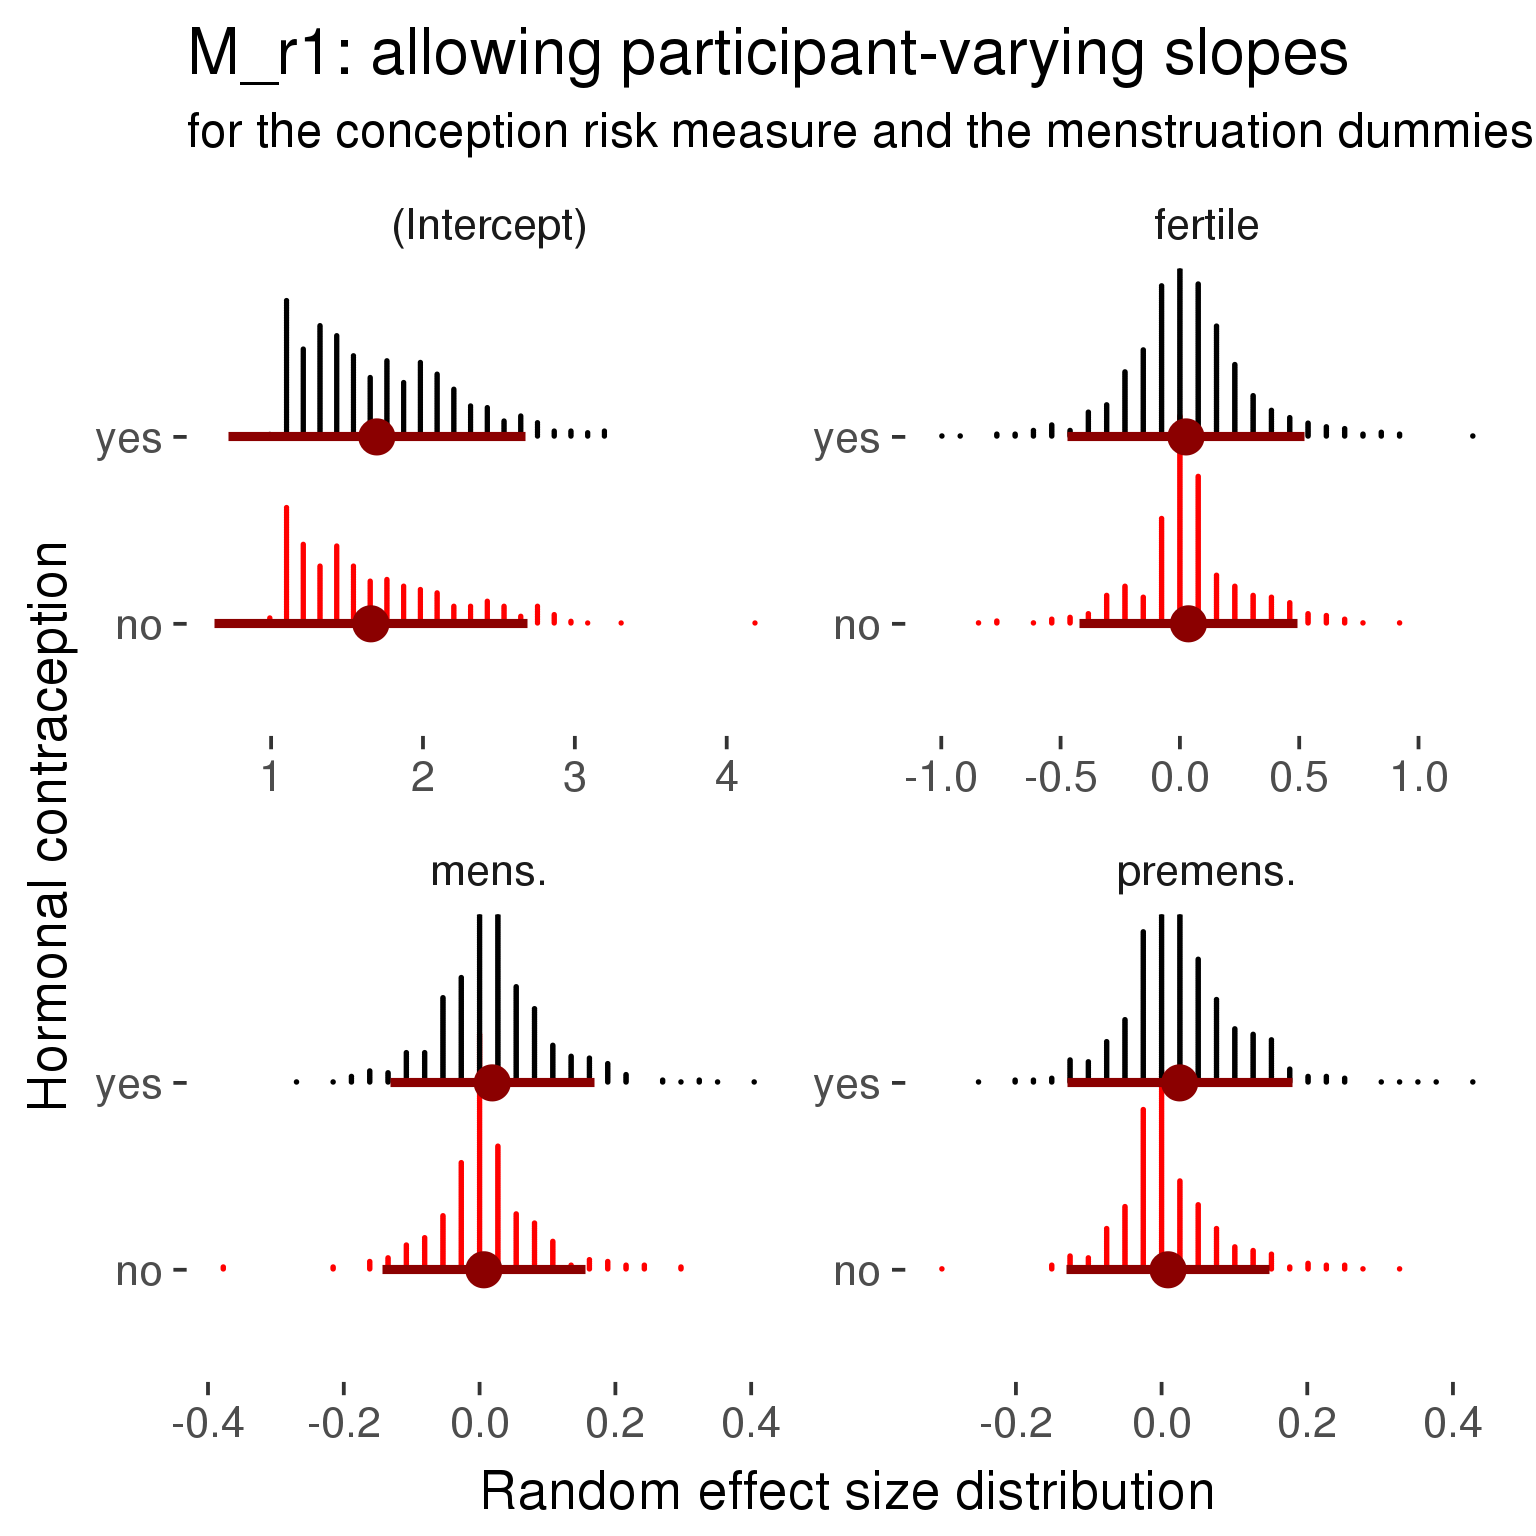 M_r1: allowing participant-varying slopes
for the conception risk measure and the menstruation dummies
(Intercept)
fertile
yes
no
yes
no
1 2 3 4
-1.0 -0.5 0.0 0.5 1.0
Hormonal contraception
mens.
premens.
yes
no
yes
no
-0.4 -0.2 0.0 0.2 0.4
-0.2 0.0 0.2 0.4
Random effect size distribution